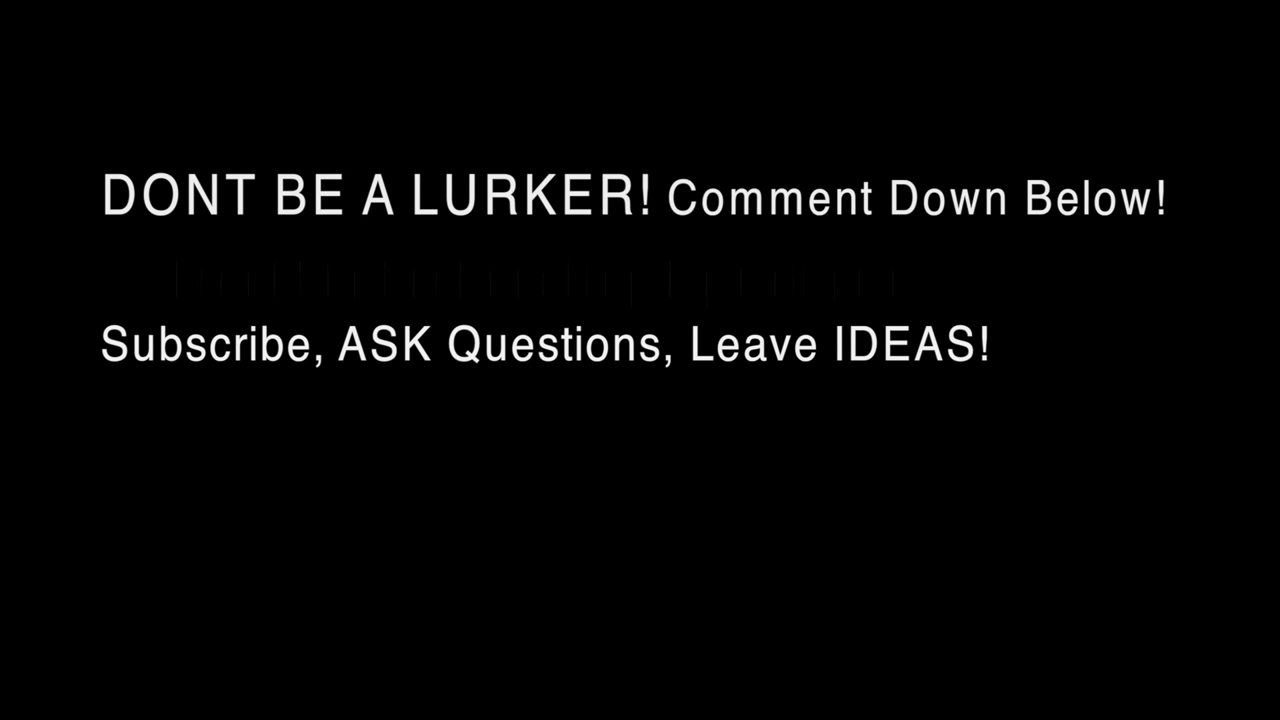 DONT BE A LURKER! Comment Down Below!
Subscribe, ASK Questions, Leave IDEAS!